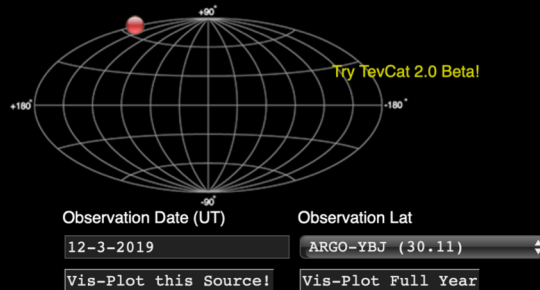 +90°
Try TevCat 2.0 Beta!
+180°
-180°
-90°
Observation Date (UT)
Observation Lat
12-3-2019
ARGO-YBJ (30.11)
Vis-Plot this Source!
Vis-Plot Full Year